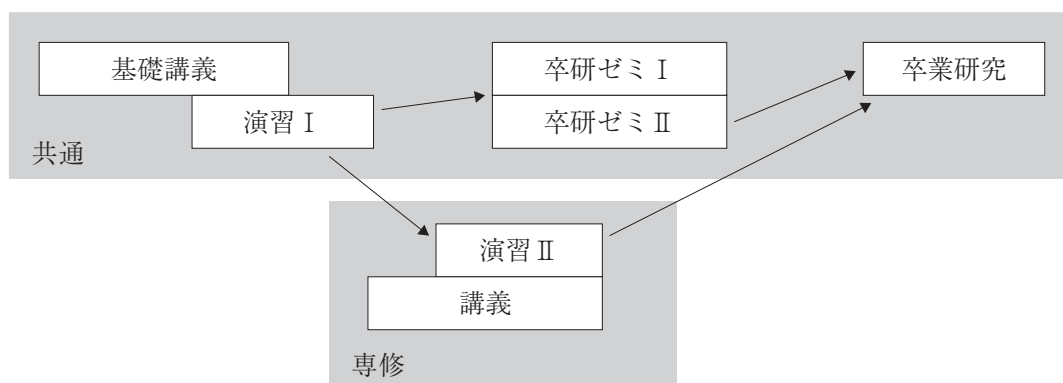 基礎講義
演習Ⅰ
共通
卒研ゼミⅠ
卒研ゼミⅡ
卒業研究
演習Ⅱ
講義
専修